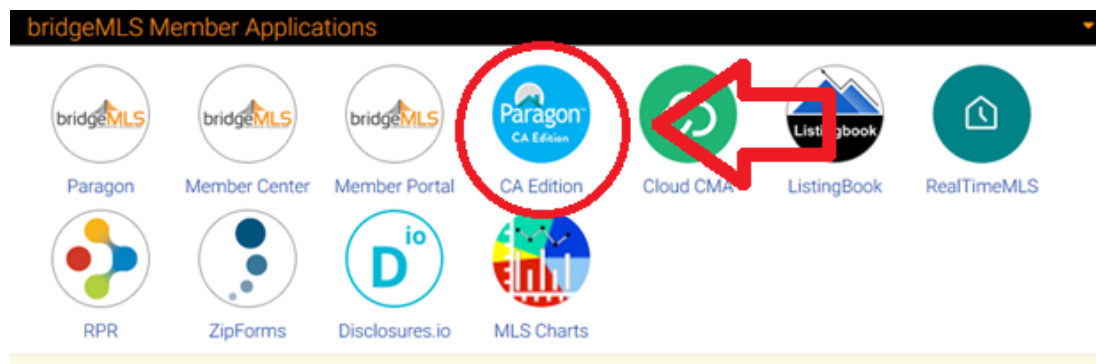 bridgeMLS Member Applications
bridgeMLS
bridgeMLS
bridgeMLS
Paragon™
CA Edition
Listingbook
Paragon
Member Center
Member Portal
CA Edition
Cloud CMA
ListingBook
RealTimeMLS
D io
RPR
ZipForms
Disclosures.io
MLS Charts